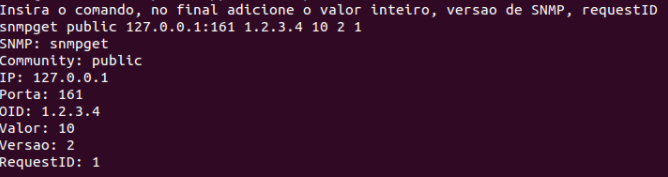 Insira o comando, no final adicione o valor inteiro, versao de SNMP, requestID
snmpget public 127.0.0.1:161 1.2.3.4 10 2 1
SNMP: snmpget
Community: public
IP: 127.0.0.1
Porta: 161
OID: 1.2.3.4
Valor: 10
Versao: 2
RequestID: 1